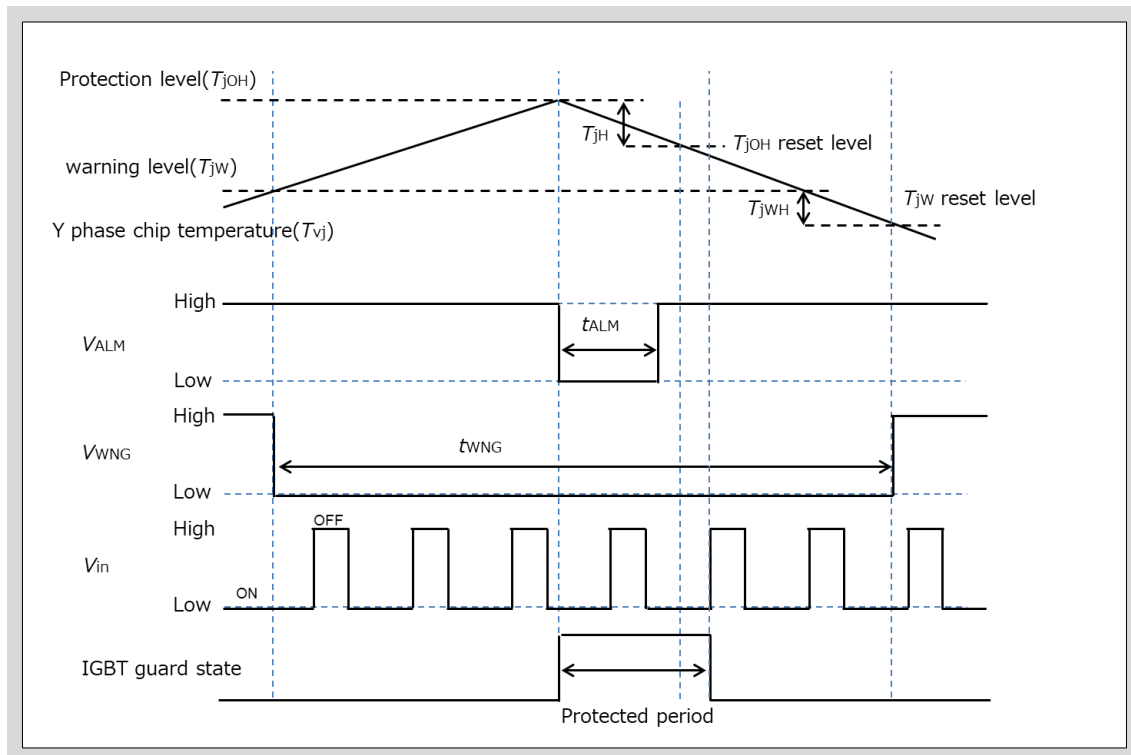 Protection level(TjOH)
TjH
TjOH reset level
warning level(TjW)
TjWH
TjW reset level
Y phase chip temperature(Tvj)
High
VALM
tALM
Low
High
VWNG
tWNG
Low
High
OFF
Vin
ON
Low
IGBT guard state
Protected period